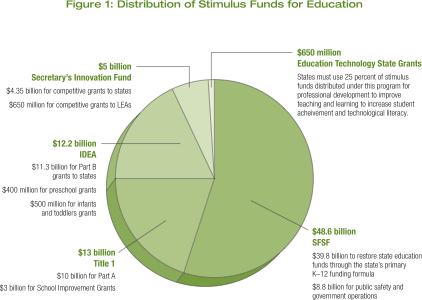 Figure 1: Distribution of Stimulus Funds for Education
$650 million
Education Technology State Grants
States must use 25 percent of stimulus
funds distributed under this program for
professional development to improve
teaching and learning to increase student
acheivement and technological literacy.
$5 billion
Secretary's Innovation Fund
$4.35 billion for competitive grants to states
$650 million for competitive grants to LEAs
$12.2 billion
IDEA
$11.3 billion for Part B
grants to states
$400 million for preschool grants
$500 million for infants
and toddlers grants
$13 billion
Title 1
$10 billion for Part A
$3 billion for School Improvement Grants
$48.6 billion
SFSF
$39.8 billion to restore state education
funds through the state's primary
K–12 funding formula
$8.8 billion for public safety and
government operations